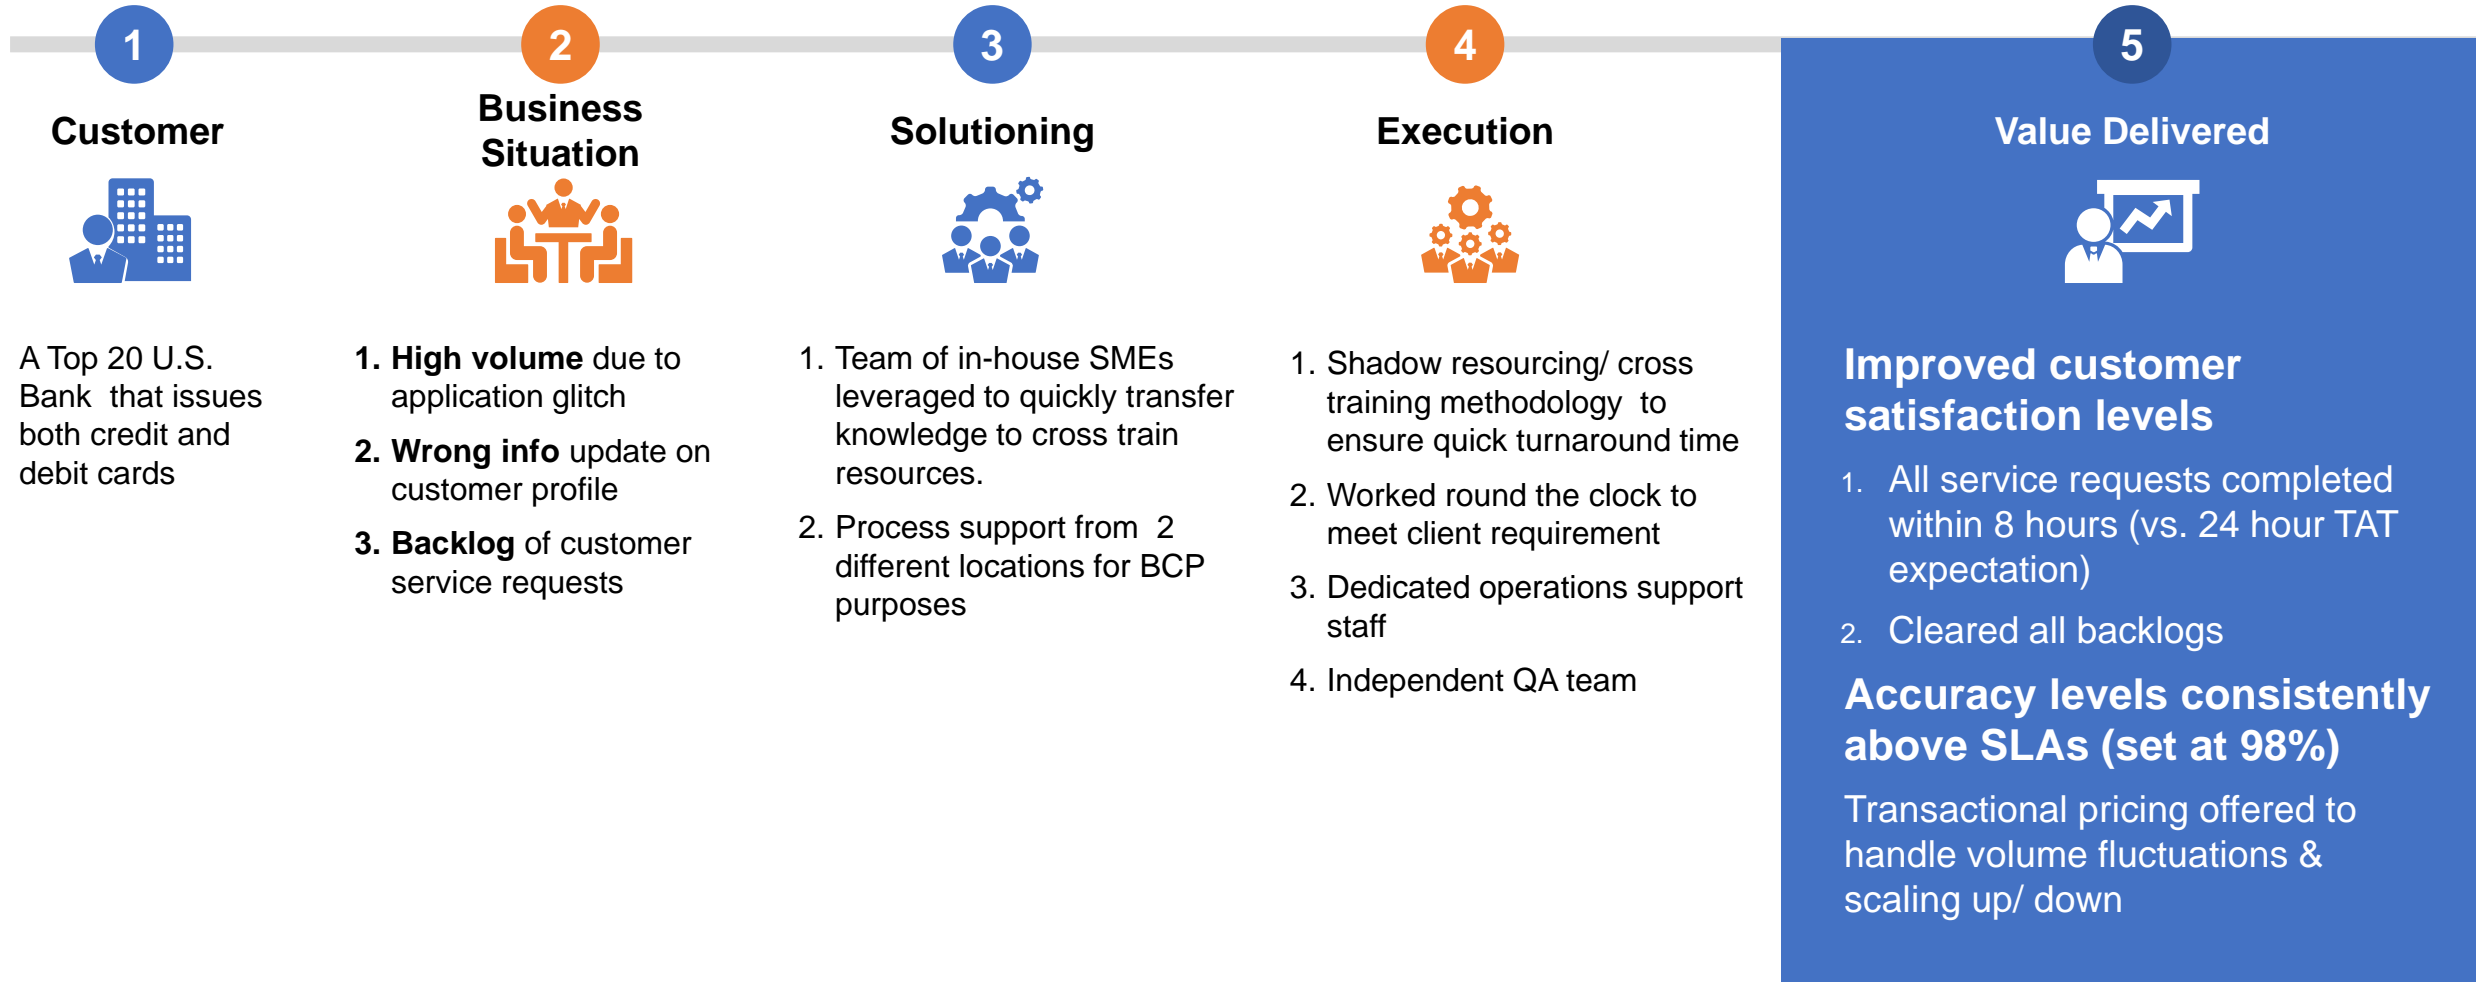 1
Customer
A Top 20 U.S.
Bank  that issues
both credit and
debit cards
2
Business
Situation
1. High volume due to
application glitch
2. Wrong info update on
customer profile
3. Backlog of customer
service requests
3
Solutioning
1. Team of in-house SMEs
leveraged to quickly transfer
knowledge to cross train
resources.
2. Process support from  2
different locations for BCP
purposes
4
Execution
1. Shadow resourcing/ cross
training methodology  to
ensure quick turnaround time
2. Worked round the clock to
meet client requirement
3. Dedicated operations support
staff
4. Independent QA team
5
Value Delivered
Improved customer
satisfaction levels
1. All service requests completed
within 8 hours (vs. 24 hour TAT
expectation)
2. Cleared all backlogs
Accuracy levels consistently
above SLAs (set at 98%)
Transactional pricing offered to
handle volume fluctuations &
scaling up/ down